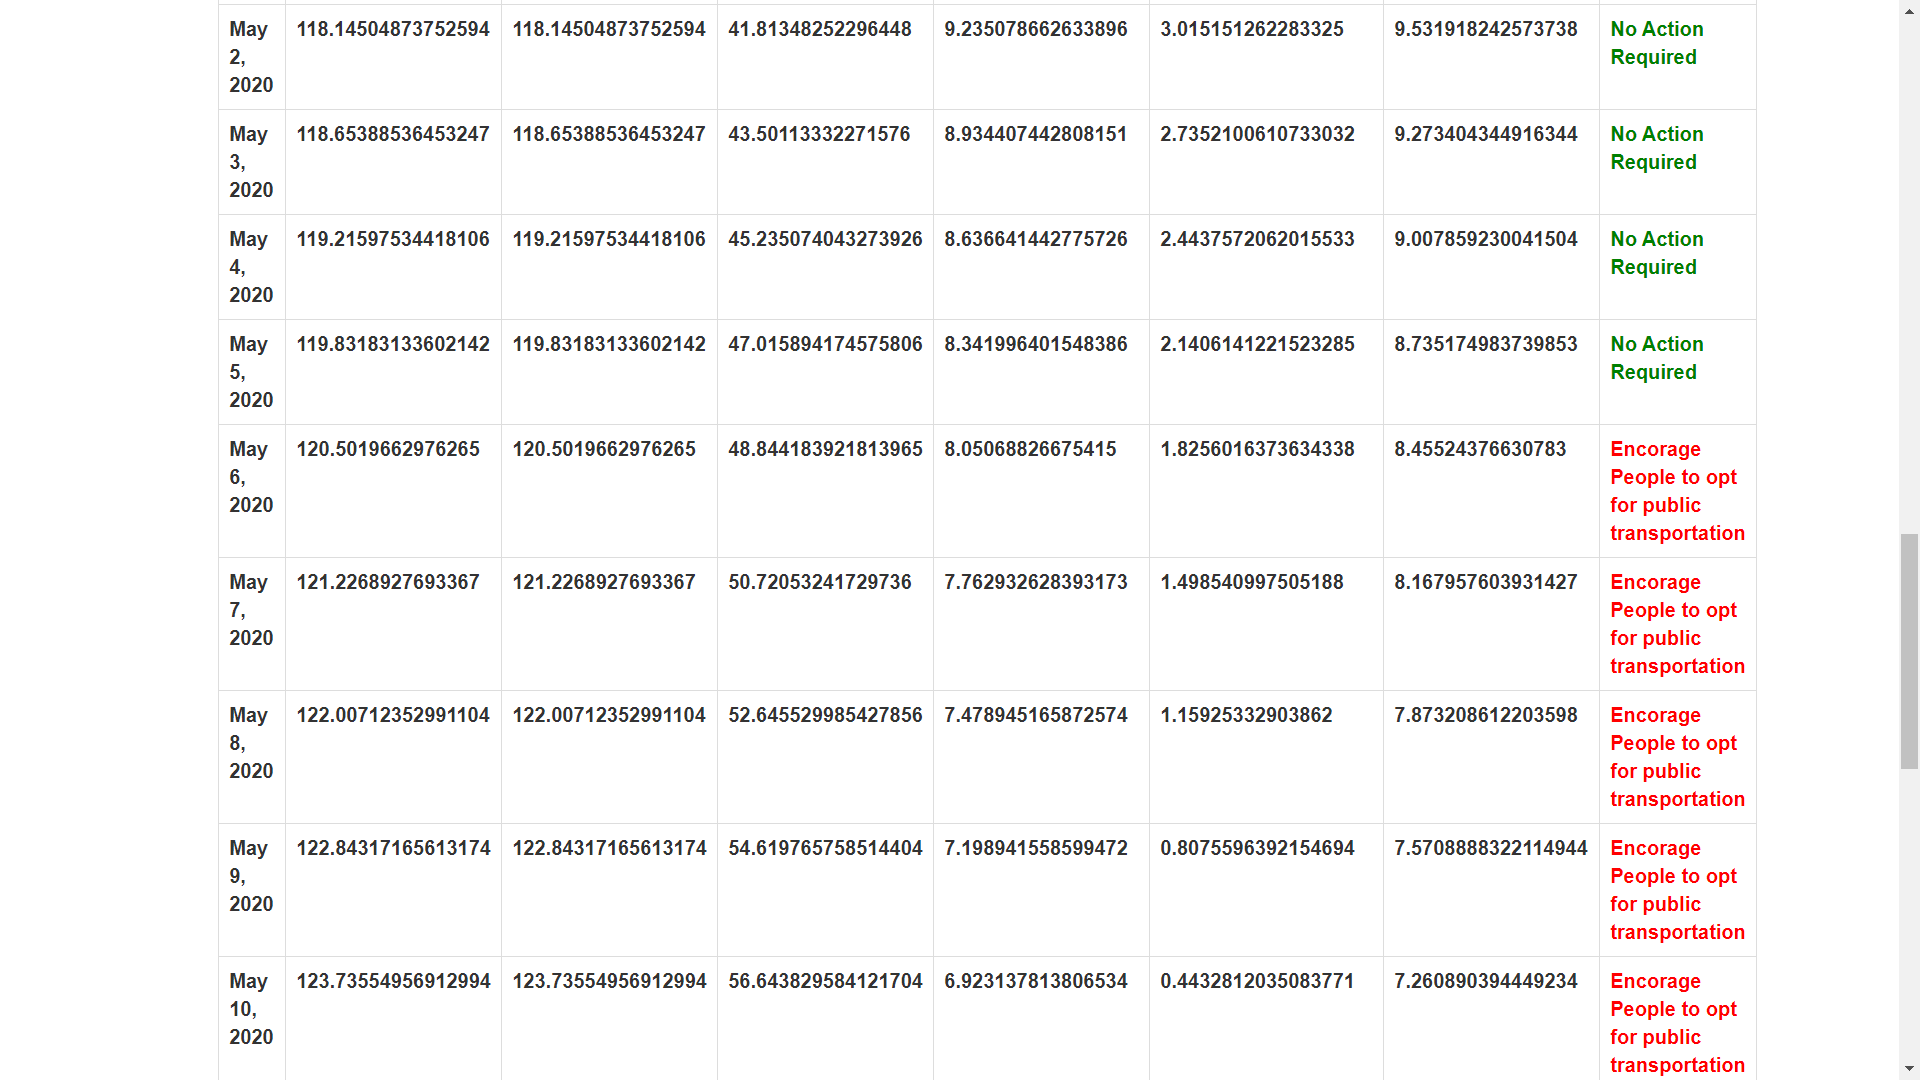 May 2, 2020 118.14504873752594 118.14504873752594 41.81348252296448 9.235078662633896 3.015151262283325 9.531918242573738 No Action Required
May 3, 2020 118.65388536453247 118.65388536453247 43.50113332271576 8.934407442808151 2.7352100610733032 9.273404344916344 No Action Required
May 4, 2020 119.21597534418106 119.21597534418106 45.235074043273926 8.636641442775726 2.4437572062015533 9.007859230041504 No Action Required
May 5, 2020 119.83183133602142 119.83183133602142 47.015894174575806 8.341996401548386 2.1406141221523285 8.735174983739853 No Action Required
May 6, 2020 120.5019662976265 120.5019662976265 48.844183921813965 8.05068826675415 1.8256016373634338 8.45524376630783 Encorage People to opt for public transportation
May 7, 2020 121.2268927693367 121.2268927693367 50.72053241729736 7.762932628393173 1.498540997505188 8.167957603931427 Encorage People to opt for public transportation
May 8, 2020 122.00712352991104 122.00712352991104 52.645529985427856 7.478945165872574 1.15925332903862 7.873208612203598 Encorage People to opt for public transportation
May 9, 2020 122.84317165613174 122.84317165613174 54.619765758514404 7.198941558599472 0.8075596392154694 7.5708888322114944 Encorage People to opt for public transportation
May 10, 2020 123.73554956912994 123.73554956912994 56.643829584121704 6.923137813806534 0.4432812035083771 7.260890394449234 Encorage People to opt for public transportation